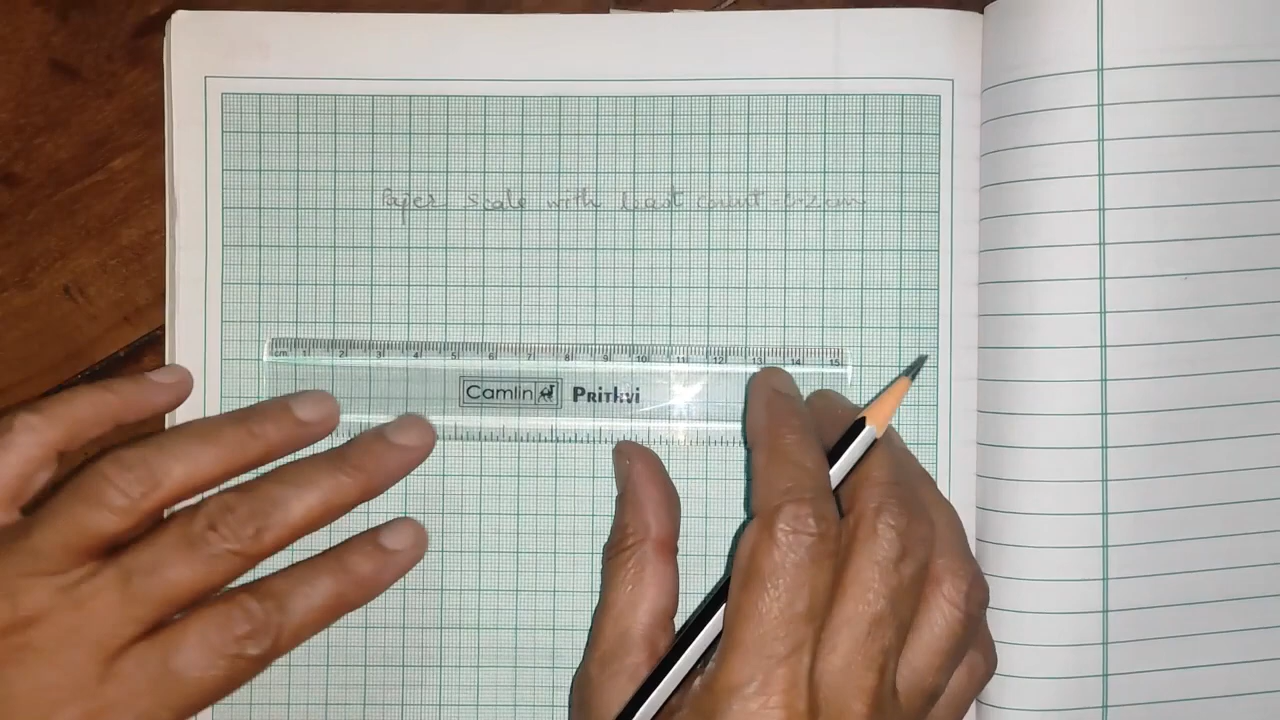 Paper scale with least count = 0.2 cm
cm 1 2 3 4 5 6 7 8 9 10 11 12 13 14 15
Camlin Prithvi